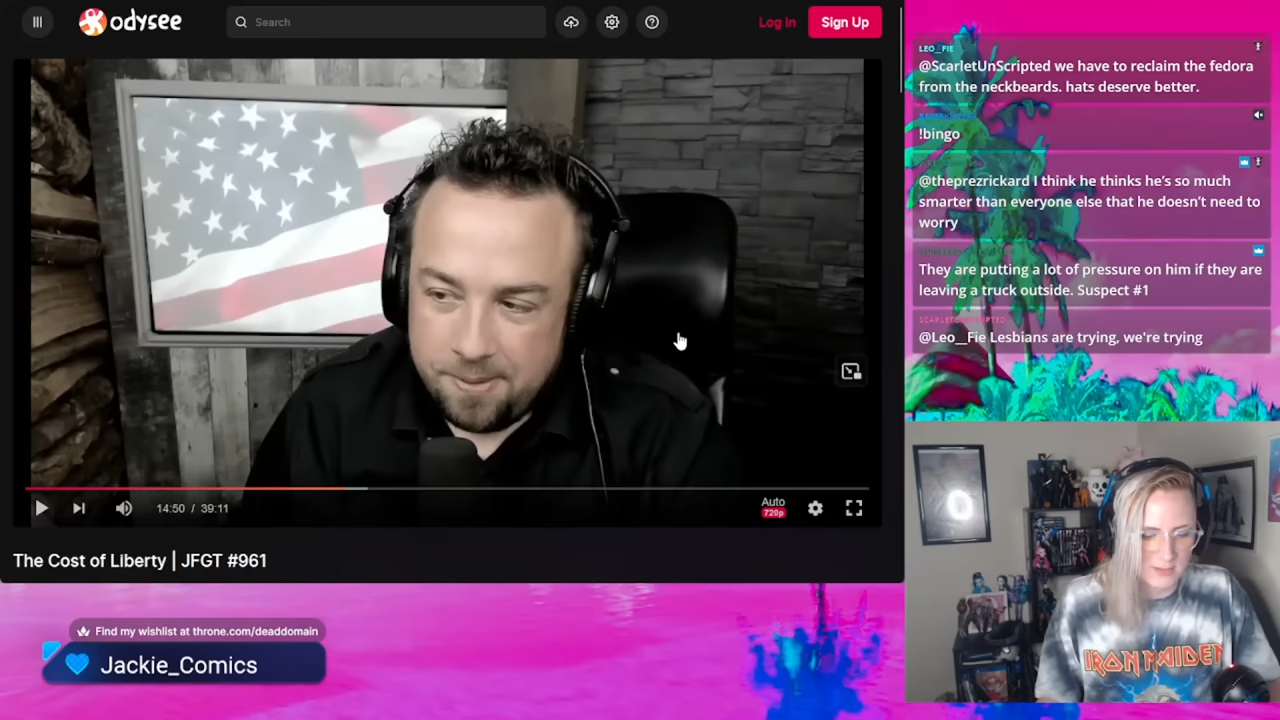 odysee
Search
Log In
Sign Up
14:50 / 39:11
Auto
720p
The Cost of Liberty | JFGT #961
Find my wishlist at throne.com/deaddomain
Jackie_Comics
LEO__FIE
@ScarletUnScripted we have to reclaim the fedora
from the neckbeards. hats deserve better.
!bingo
@theprezrickard I think he thinks he's so much
smarter than everyone else that he doesn't need to
worry
They are putting a lot of pressure on him if they are
leaving a truck outside. Suspect #1
SCARLETUNSCRIPTED
@Leo__Fie Lesbians are trying, we're trying
IRON MAIDEN